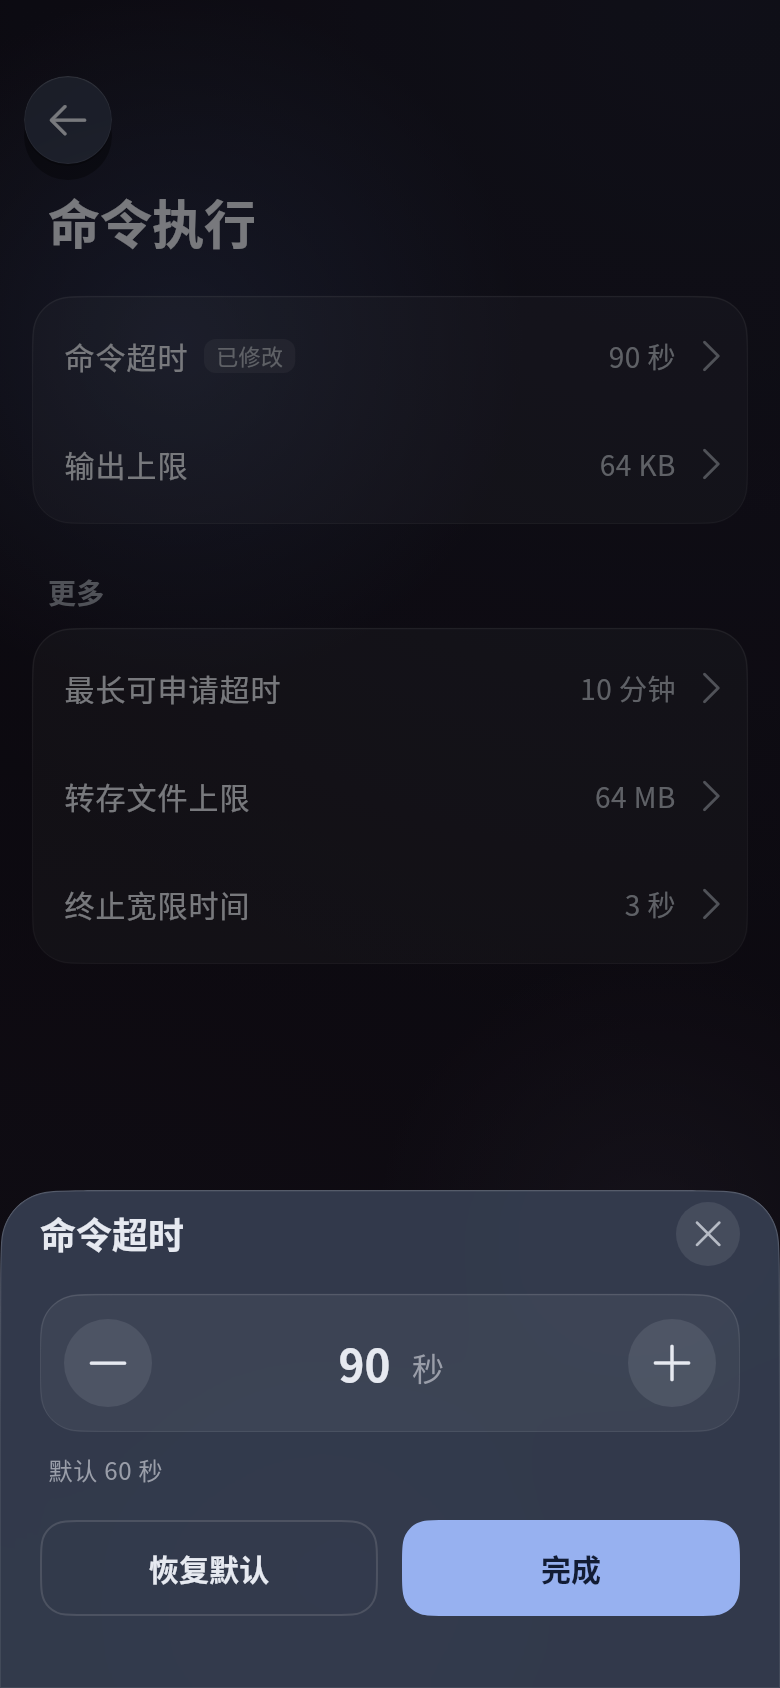 命令执行
命令超时 已修改 90 秒
输出上限 64 KB
更多
最长可申请超时 10 分钟
转存文件上限 64 MB
终止宽限时间 3 秒
命令超时
90 秒
默认 60 秒
恢复默认 完成